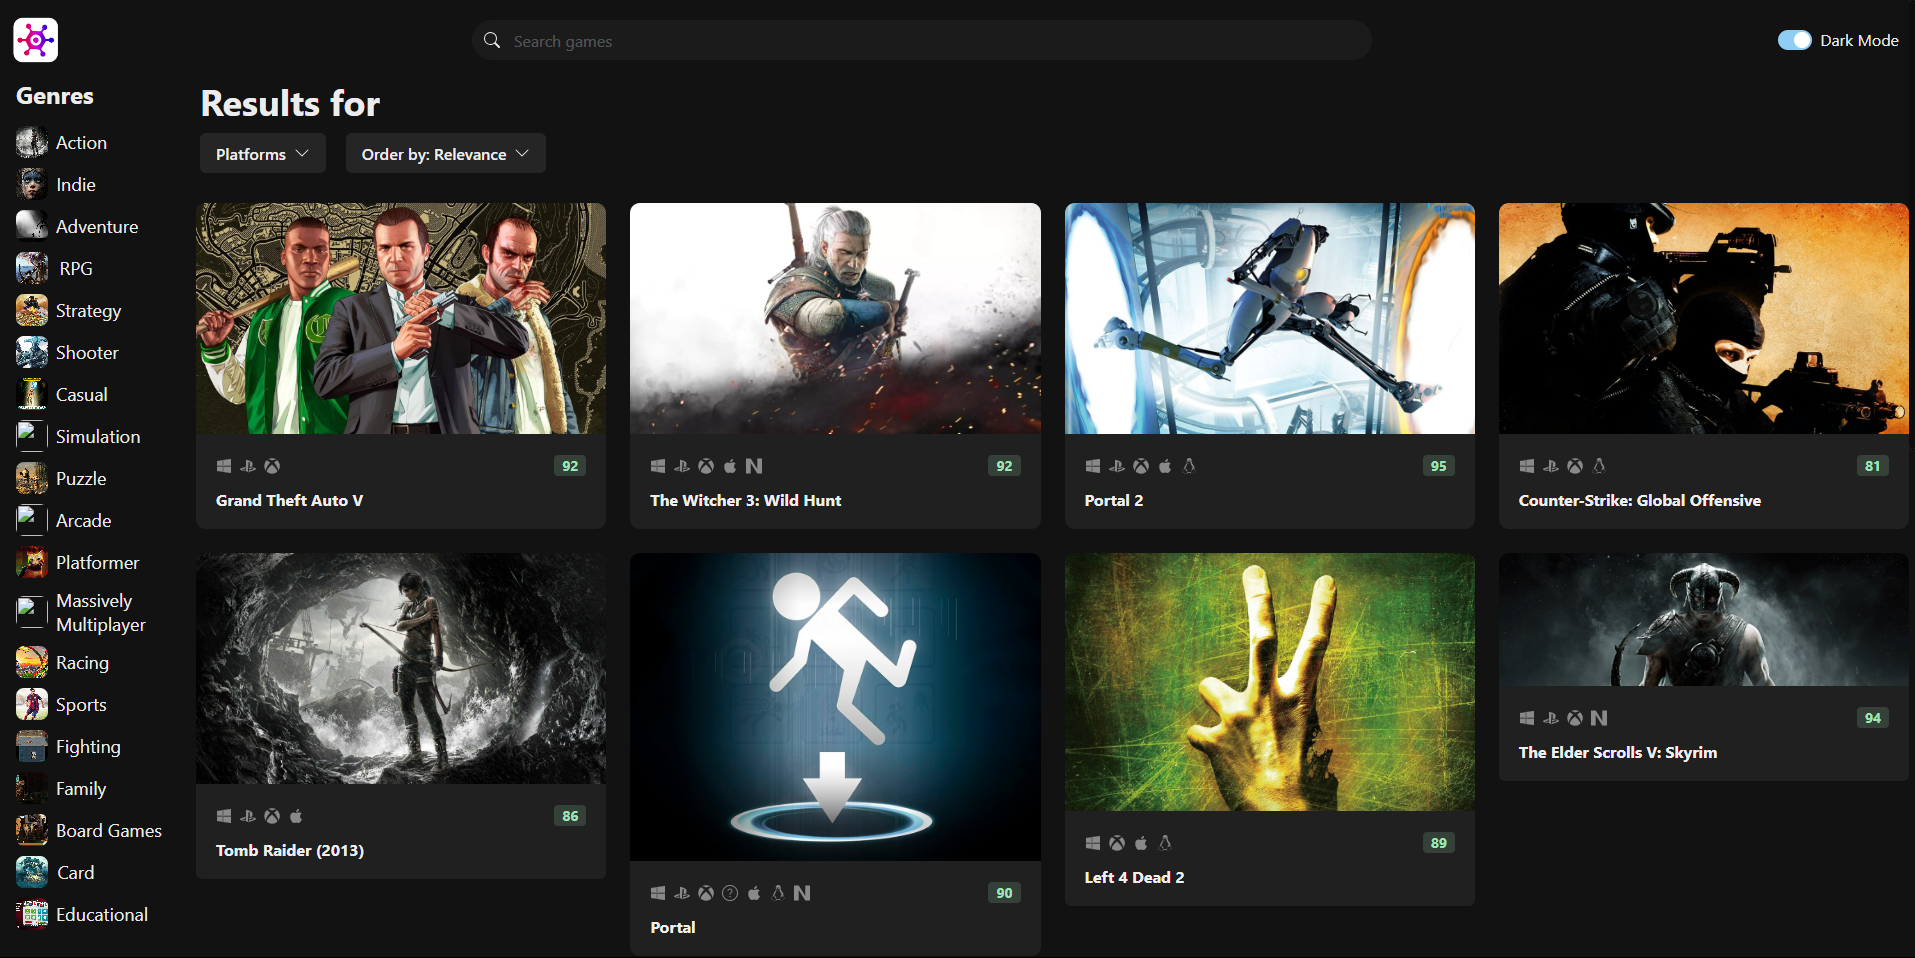 Search games
Dark Mode
Genres
Action
Indie
Adventure
RPG
Strategy
Shooter
Casual
Simulation
Puzzle
Arcade
Platformer
Massively
Multiplayer
Racing
Sports
Fighting
Family
Board Games
Card
Educational
Results for
Platforms
Order by: Relevance
92
Grand Theft Auto V
92
The Witcher 3: Wild Hunt
95
Portal 2
81
Counter-Strike: Global Offensive
86
Tomb Raider (2013)
90
Portal
89
Left 4 Dead 2
94
The Elder Scrolls V: Skyrim